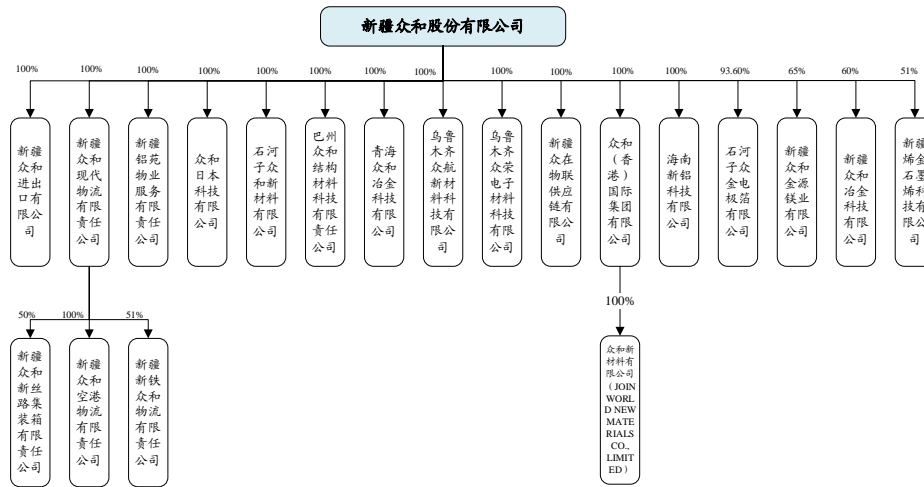 新疆众和股份有限公司
100% 100% 100% 100% 100% 100% 100% 100% 100% 100% 100% 100% 93.60% 65% 60% 51%
新疆众和进出口有限公司
新疆众和现代物流有限责任公司
新疆铝苑物业服务有限责任公司
众和日本科技有限公司
石河子众和新材料有限公司
巴州众和结构材料科技有限责任公司
青海众和冶金科技有限公司
乌鲁木齐众航新材料科技有限公司
乌鲁木齐众荣电子材料科技有限公司
新疆众在物联供应链有限公司
众和（香港）国际集团有限公司
海南新铝科技有限公司
石河子众金电极箔有限公司
新疆众和金源镁业有限公司
新疆众和冶金科技有限公司
新疆烯金石墨烯科技有限公司
50% 100% 51%
新疆众和新丝路集装箱有限责任公司
新疆众和空港物流有限责任公司
新疆新铁众和物流有限责任公司
100%
众和新材料有限公司（JOINWORLD NEW MATERIALS CO., LIMITED）